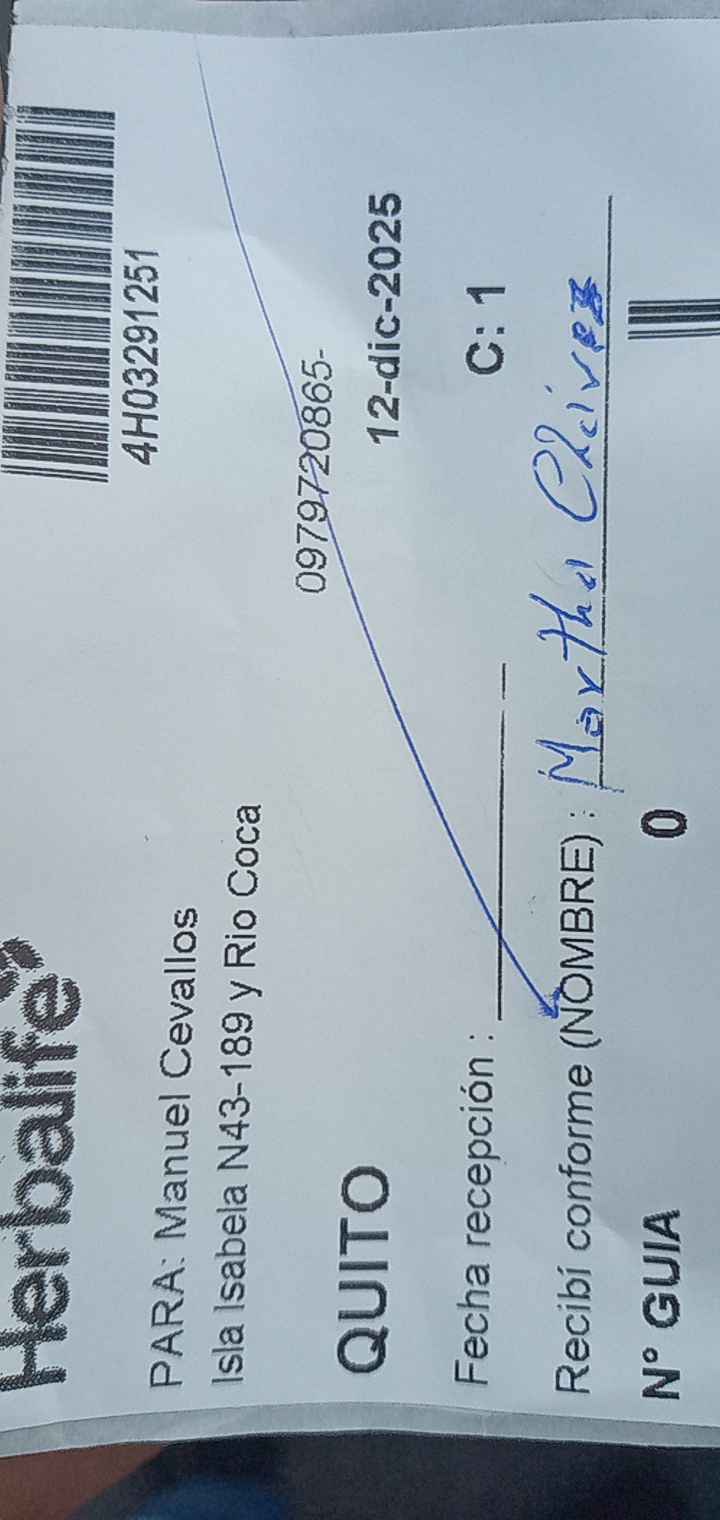 Herbalife
4H03291251
PARA: Manuel Cevallos
Isla Isabela N43-189 y Rio Coca
0979720865-
QUITO 12-dic-2025
Fecha recepción : C: 1
Recibí conforme (NOMBRE) : Martha Cháivez
N° GUIA 0